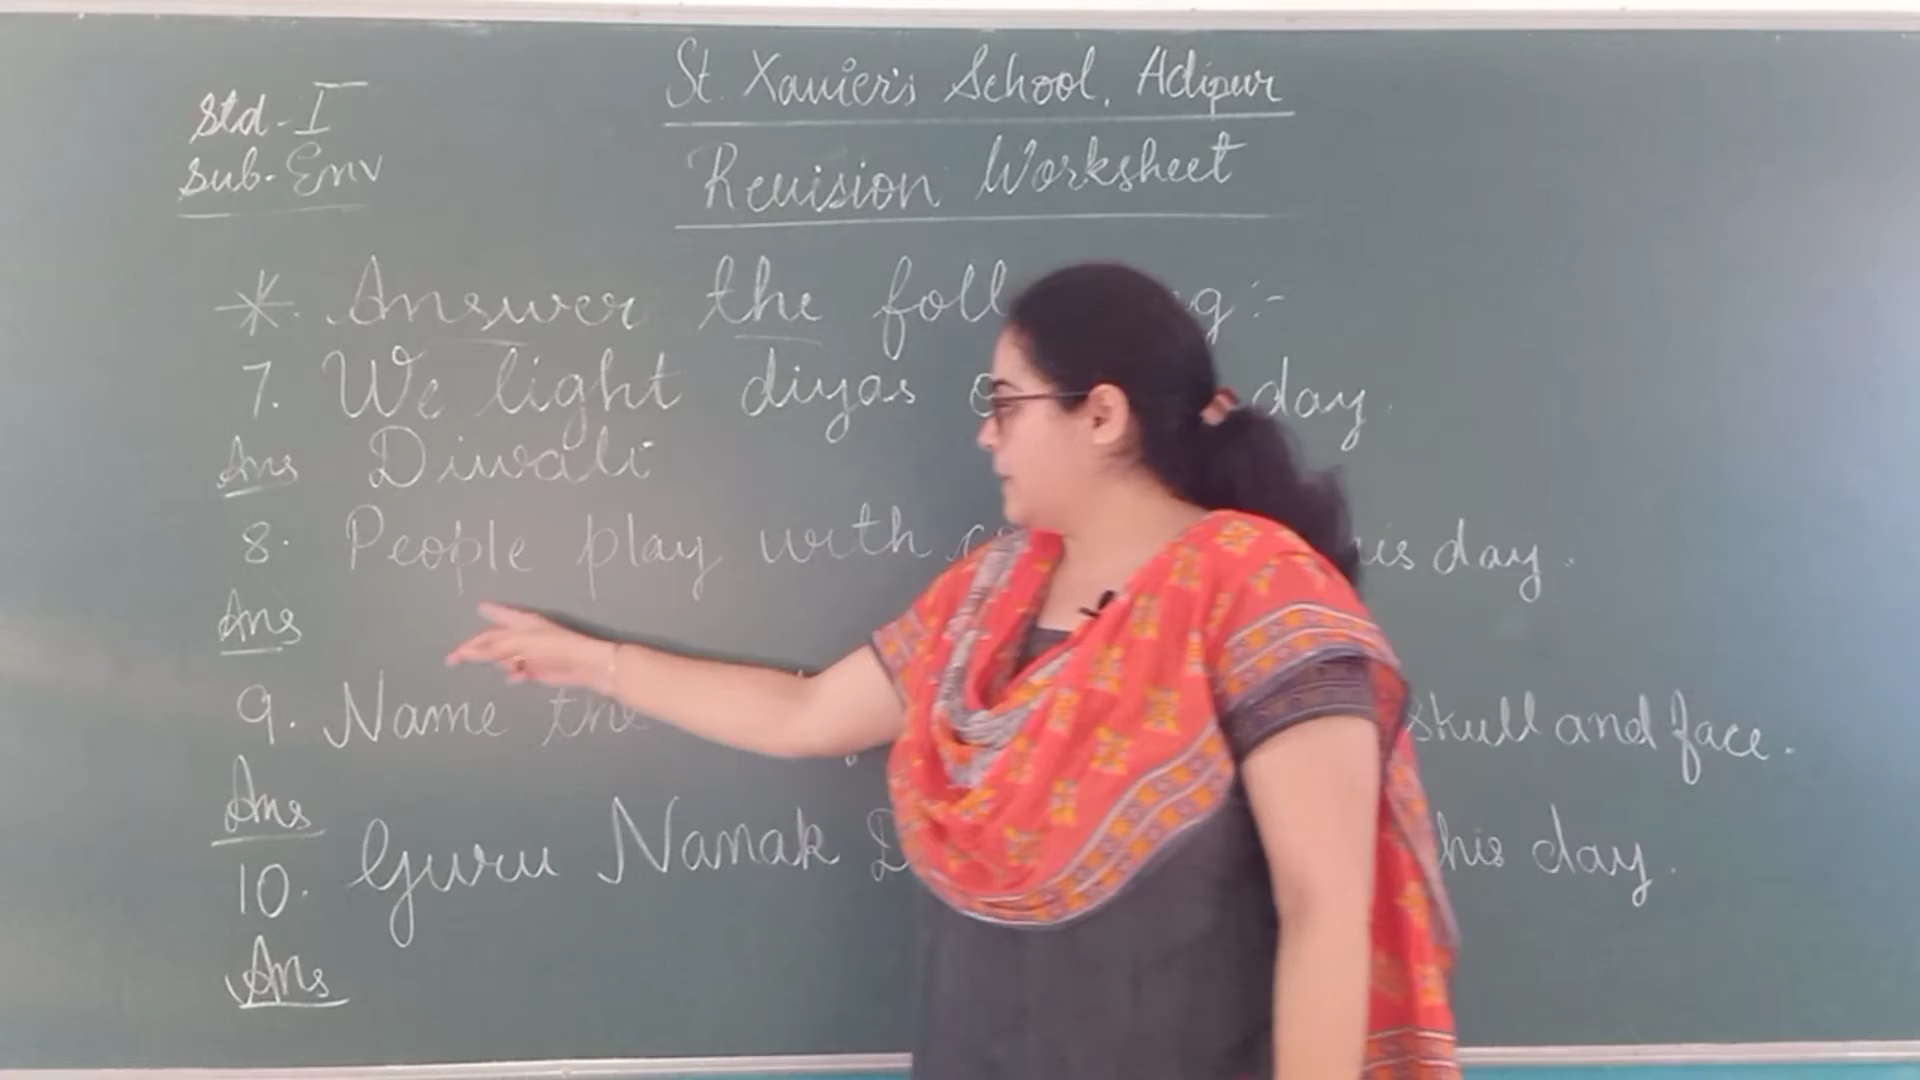 Std-I
Sub-Env
St. Xavier's School, Adipur
Revision Worksheet
*. Answer the foll g:-
7. We light diyas day.
Ans Diwali
8. People play with is day.
Ans
9. Name the skull and face.
Ans
10. Guru Nanak D his day.
Ans